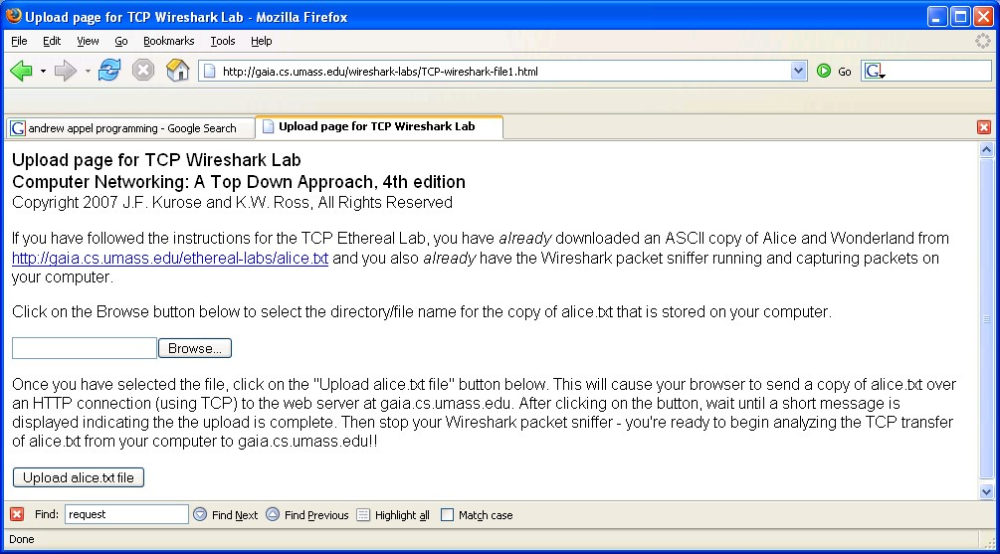 Upload page for TCP Wireshark Lab - Mozilla Firefox
File Edit View Go Bookmarks Tools Help
http://gaia.cs.umass.edu/wireshark-labs/TCP-wireshark-file1.html Go G
G andrew appel programming - Google Search Upload page for TCP Wireshark Lab
Upload page for TCP Wireshark Lab
Computer Networking: A Top Down Approach, 4th edition
Copyright 2007 J.F. Kurose and K.W. Ross, All Rights Reserved
If you have followed the instructions for the TCP Ethereal Lab, you have already downloaded an ASCII copy of Alice and Wonderland from
http://gaia.cs.umass.edu/ethereal-labs/alice.txt and you also already have the Wireshark packet sniffer running and capturing packets on
your computer.
Click on the Browse button below to select the directory/file name for the copy of alice.txt that is stored on your computer.
Browse...
Once you have selected the file, click on the "Upload alice.txt file" button below. This will cause your browser to send a copy of alice.txt over
an HTTP connection (using TCP) to the web server at gaia.cs.umass.edu. After clicking on the button, wait until a short message is
displayed indicating the the upload is complete. Then stop your Wireshark packet sniffer - you're ready to begin analyzing the TCP transfer
of alice.txt from your computer to gaia.cs.umass.edu!!
Upload alice.txt file
Find: request Find Next Find Previous Highlight all Match case
Done